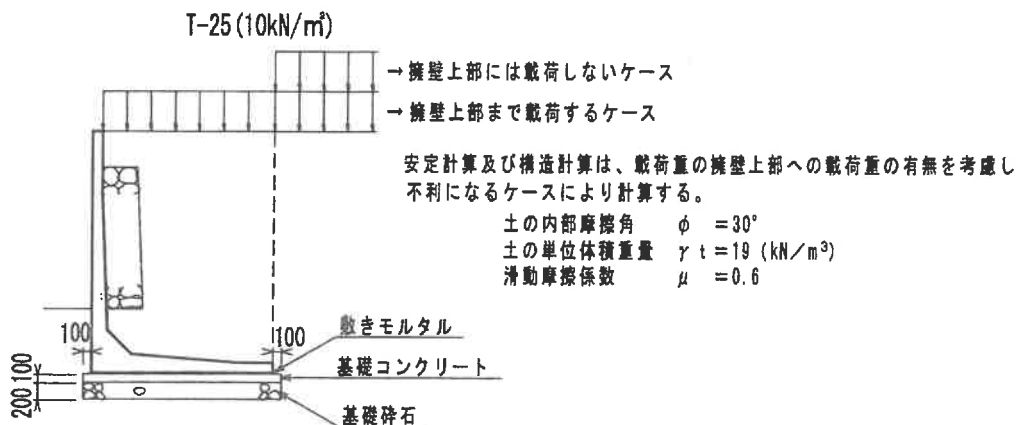 T-25(10kN/㎡)
→擁壁上部には載荷しないケース
→擁壁上部まで載荷するケース
安定計算及び構造計算は、載荷重の擁壁上部への載荷重の有無を考慮し
不利になるケースにより計算する。
土の内部摩擦角 φ =30°
土の単位体積重量 γt=19 (kN/m³)
滑動摩擦係数 μ =0.6
100
敷きモルタル
100
基礎コンクリート
100
200
基礎砕石